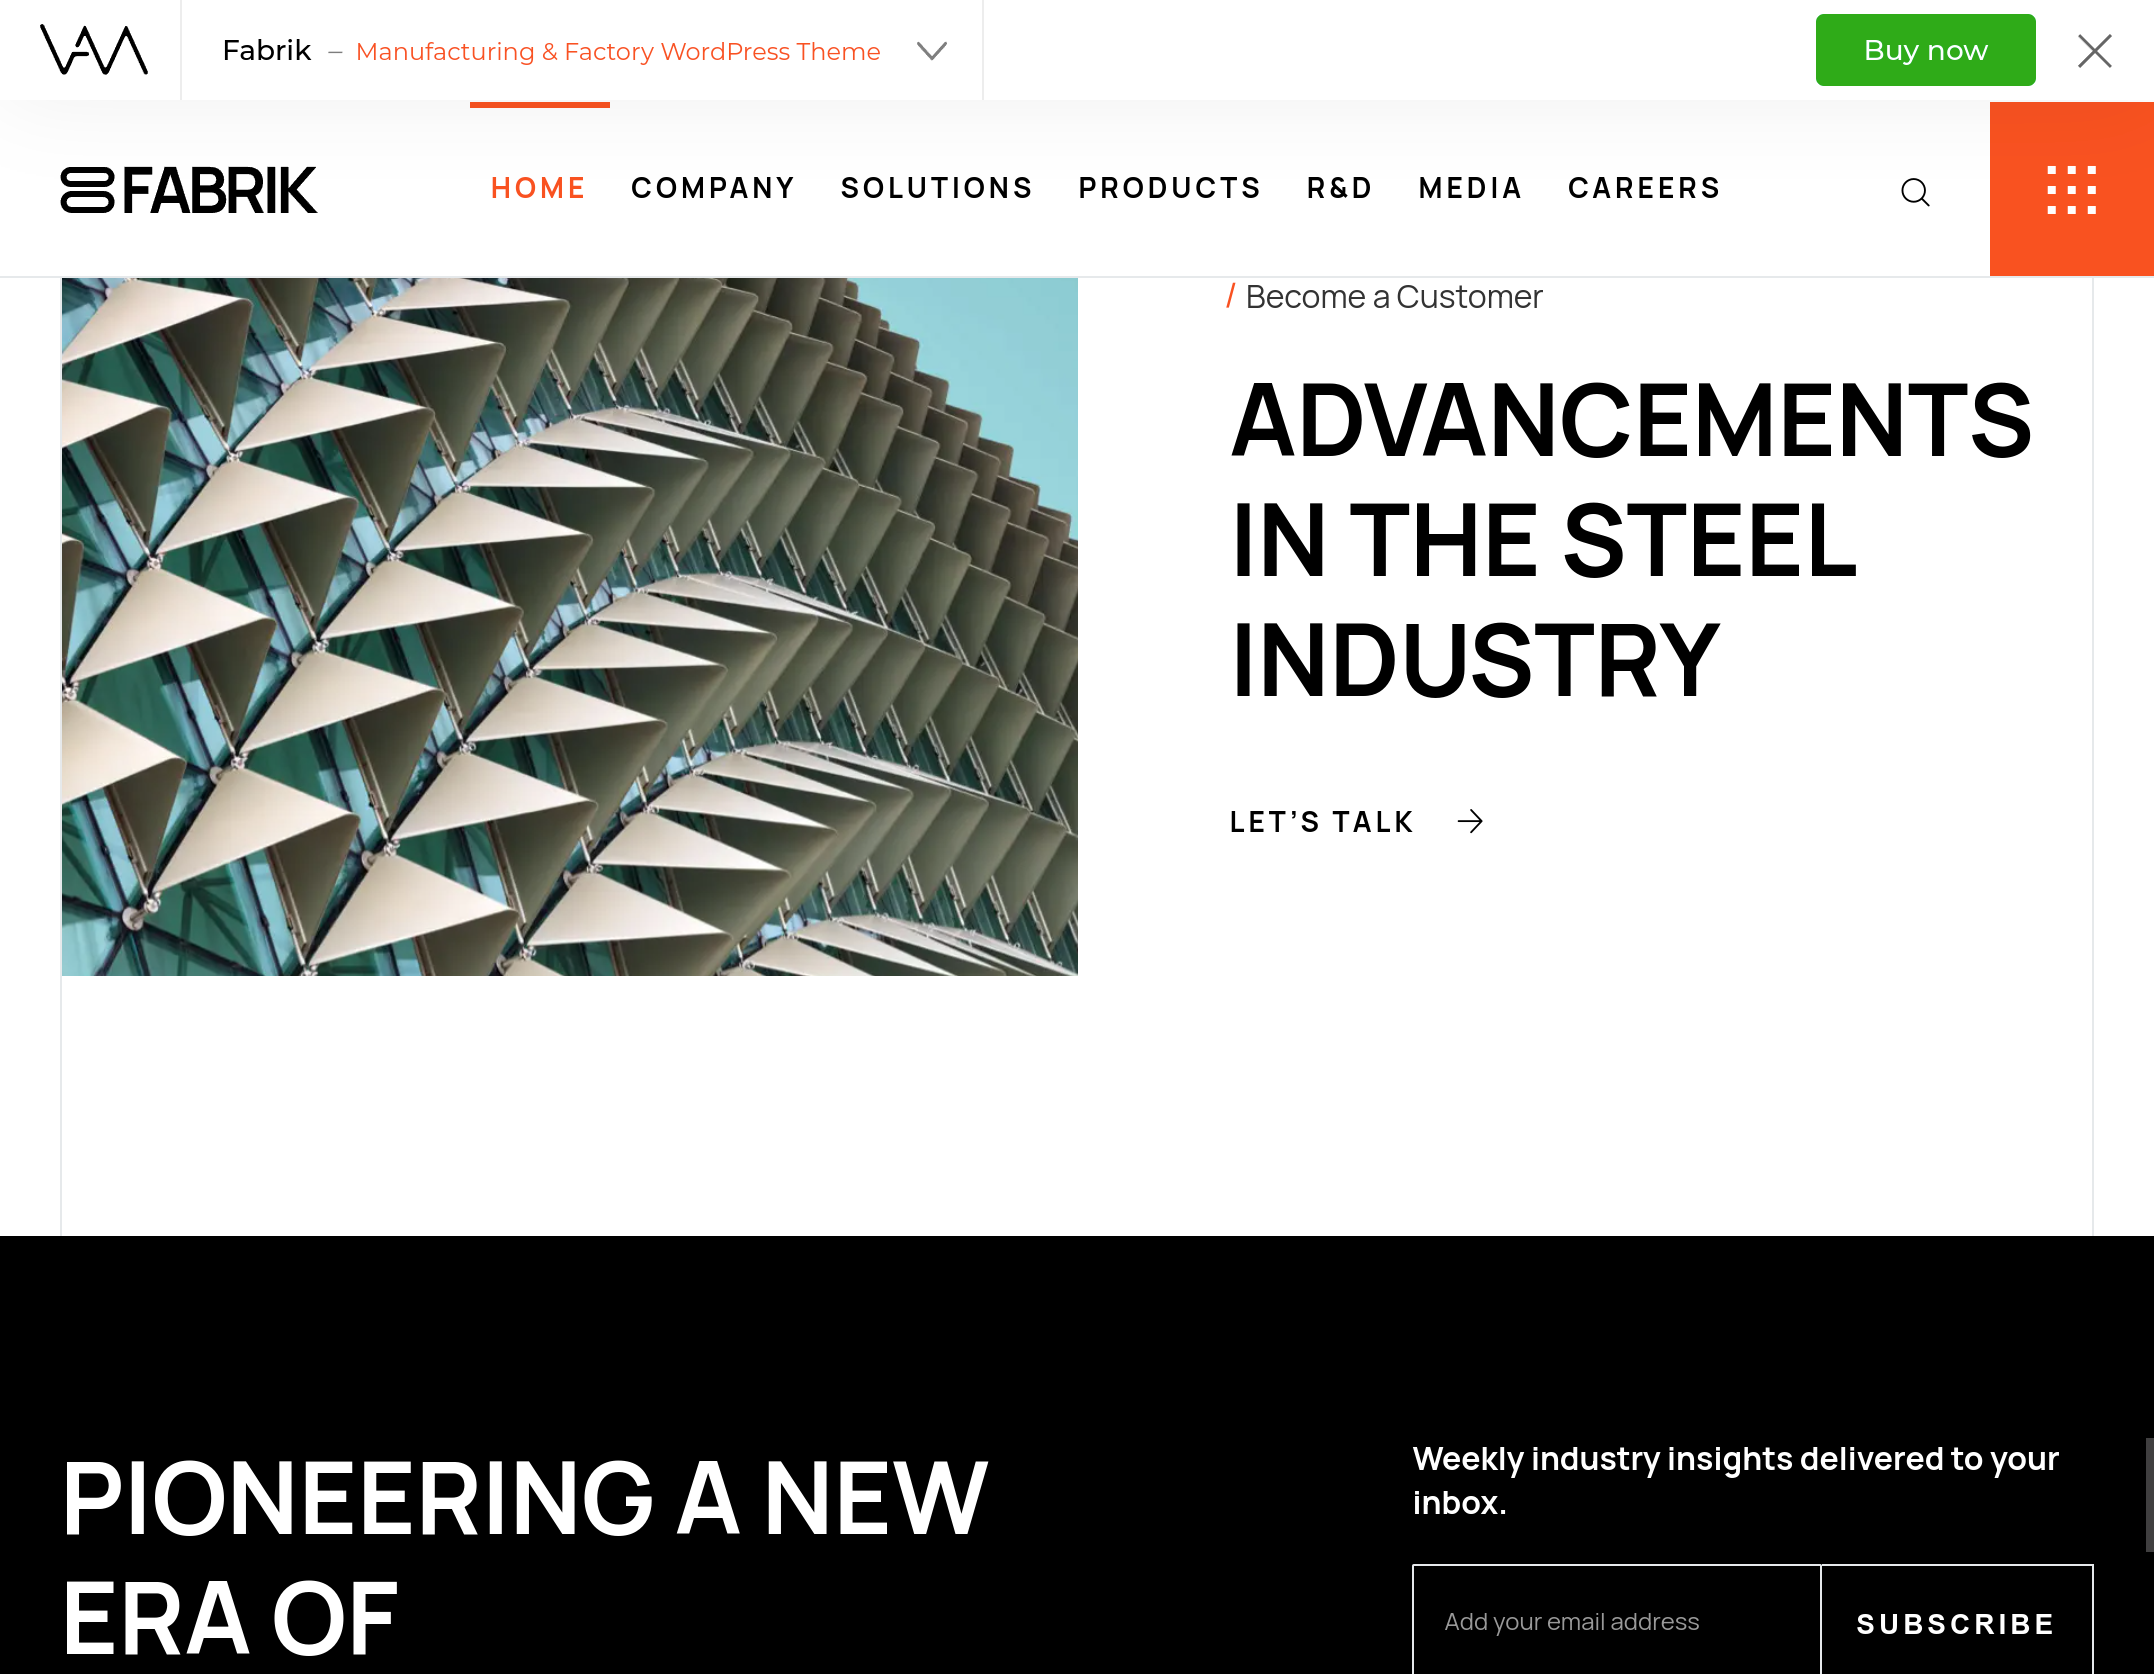 Fabrik – Manufacturing & Factory WordPress Theme
Buy now
FABRIK
HOME COMPANY SOLUTIONS PRODUCTS R&D MEDIA CAREERS
/ Become a Customer
ADVANCEMENTS
IN THE STEEL
INDUSTRY
LET’S TALK
PIONEERING A NEW
ERA OF
Weekly industry insights delivered to your
inbox.
Add your email address
SUBSCRIBE